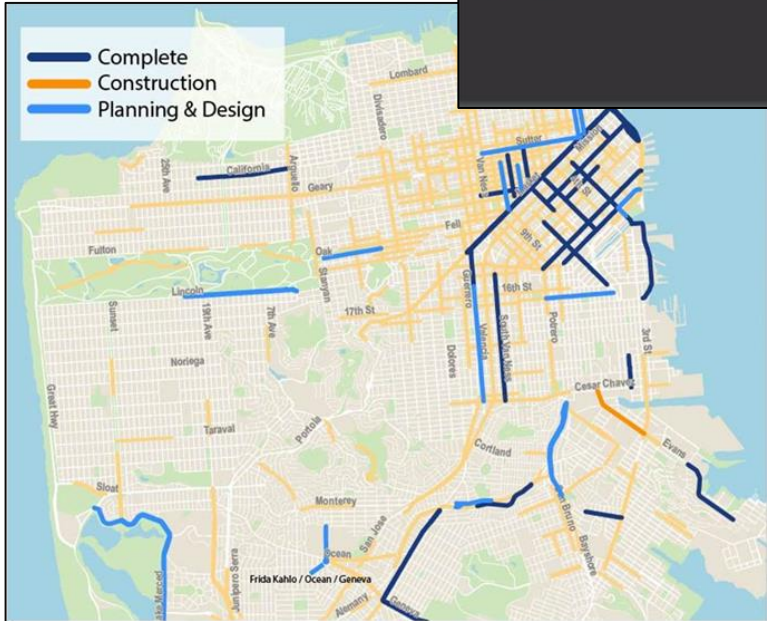 Complete
Construction
Planning & Design
Lombard
Divisadero
25th Ave
California
Arguello
Van Ness
Sutter
Mission
Geary
Fulton
Oak
Fell
9th St
Stanyan
Lincoln
Guerrero
16th St
Sunset
19th Ave
7th Ave
17th St
Valencia
South Van Ness
Potrero
3rd St
Dolores
Noriega
Great Hwy
Cesar Chavez
Taraval
Portola
Cortland
Evans
Sloat
Monterey
San Jose
Bayshore
Ocean
Frida Kahlo / Ocean / Geneva
Junipero Serra
Alemany
Geneva